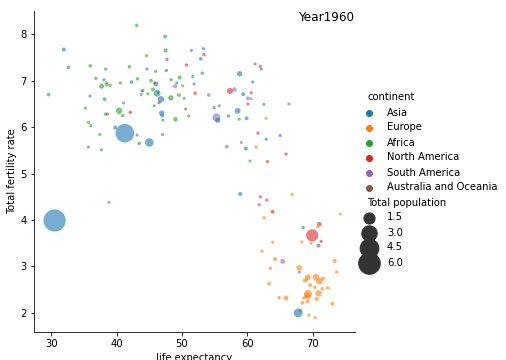 Year1960
Total fertility rate
8
7
6
5
4
3
2
30
40
50
60
70
life expectancy
continent
Asia
Europe
Africa
North America
South America
Australia and Oceania
Total population
1.5
3.0
4.5
6.0